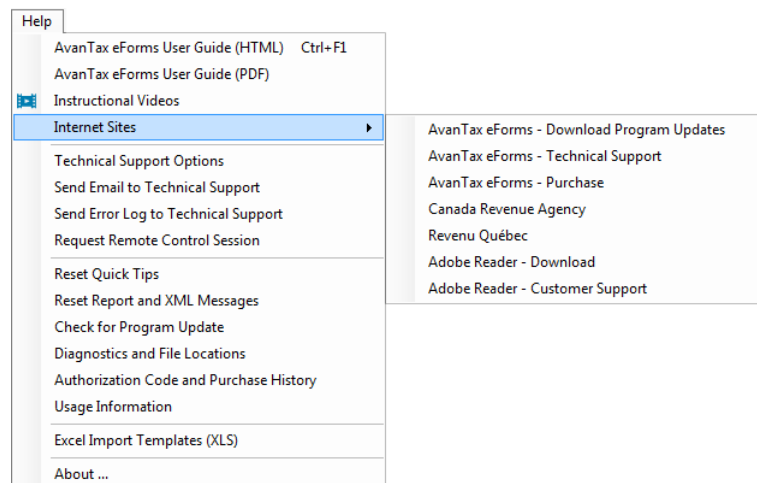 Help
AvanTax eForms User Guide (HTML) Ctrl+F1
AvanTax eForms User Guide (PDF)
Instructional Videos
Internet Sites
AvanTax eForms - Download Program Updates
AvanTax eForms - Technical Support
AvanTax eForms - Purchase
Canada Revenue Agency
Revenu Québec
Adobe Reader - Download
Adobe Reader - Customer Support
Technical Support Options
Send Email to Technical Support
Send Error Log to Technical Support
Request Remote Control Session
Reset Quick Tips
Reset Report and XML Messages
Check for Program Update
Diagnostics and File Locations
Authorization Code and Purchase History
Usage Information
Excel Import Templates (XLS)
About ...